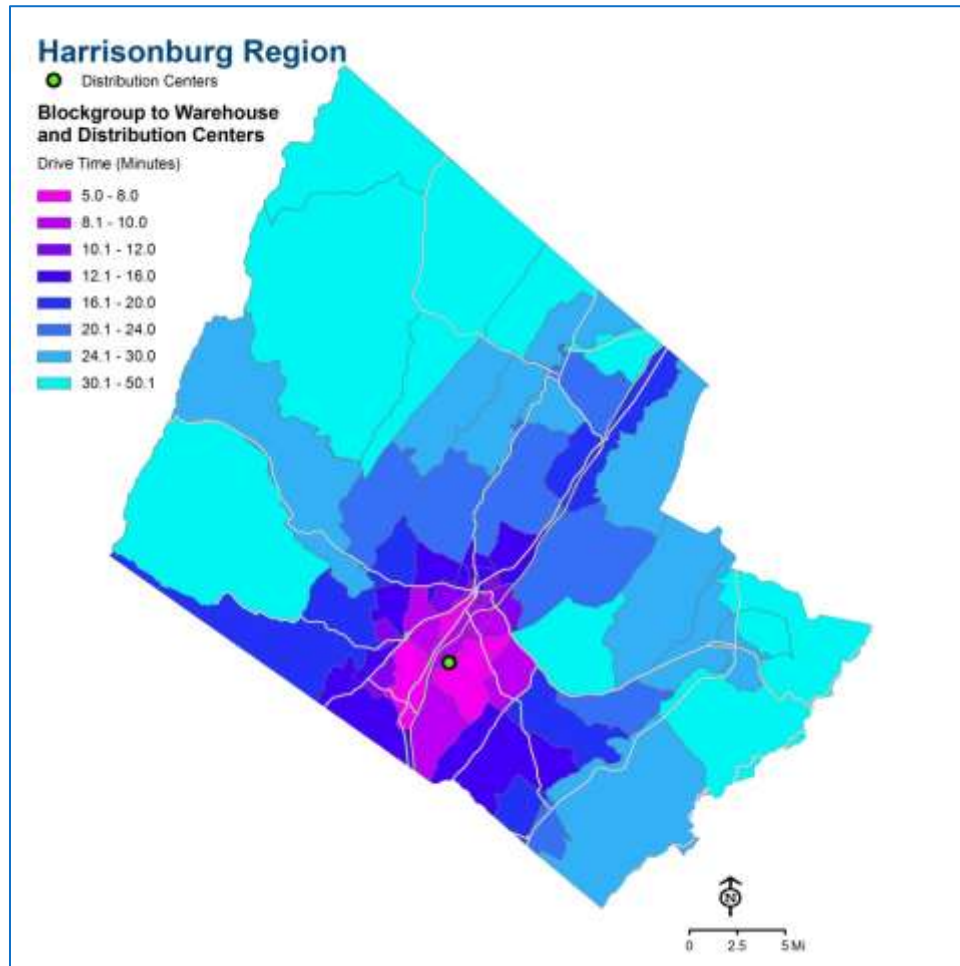 Harrisonburg Region
Distribution Centers
Blockgroup to Warehouse
and Distribution Centers
Drive Time (Minutes)
5.0 - 8.0
8.1 - 10.0
10.1 - 12.0
12.1 - 16.0
16.1 - 20.0
20.1 - 24.0
24.1 - 30.0
30.1 - 50.1
N
0 2.5 5 Mi